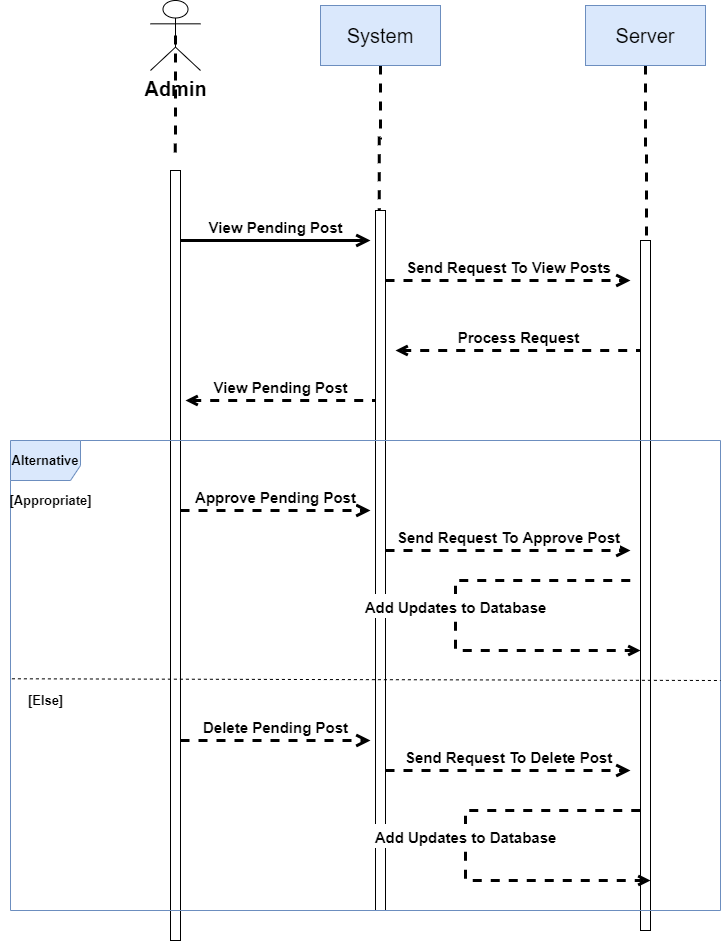 System
Server
Admin
View Pending Post
Send Request To View Posts
Process Request
View Pending Post
Alternative
[Appropriate]
Approve Pending Post
Send Request To Approve Post
Add Updates to Database
[Else]
Delete Pending Post
Send Request To Delete Post
Add Updates to Database